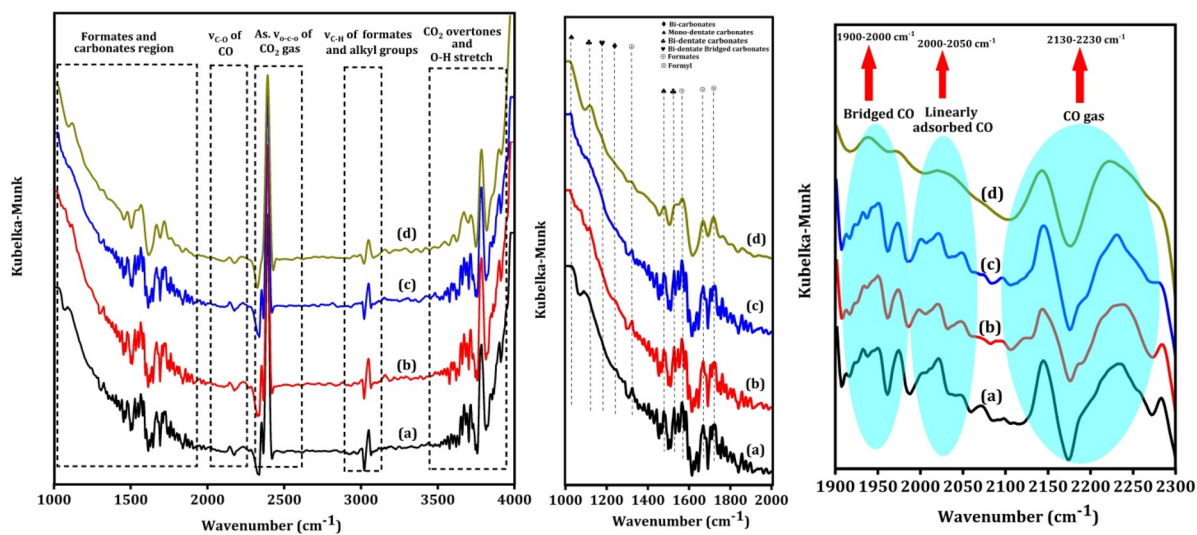 Formates and
carbonates region
νC-O of
CO
As. νo-c-o of
CO2 gas
νC-H of formates
and alkyl groups
CO2 overtones
and
O-H stretch
Kubelka-Munk
(d)
(c)
(b)
(a)
1000 1500 2000 2500 3000 3500 4000
Wavenumber (cm-1)
♦ Bi-carbonates
♠ Mono-dentate carbonates
♣ Bi-dentate carbonates
♥ Bi-dentate Bridged carbonates
Formates
Formyl
Kubelka-Munk
(d)
(c)
(b)
(a)
1000 1200 1400 1600 1800 2000
Wavenumber (cm-1)
1900-2000 cm-1
2000-2050 cm-1
2130-2230 cm-1
Bridged CO
Linearly
adsorbed CO
CO gas
Kubelka-Munk
(d)
(c)
(b)
(a)
1900 1950 2000 2050 2100 2150 2200 2250 2300
Wavenumber (cm-1)